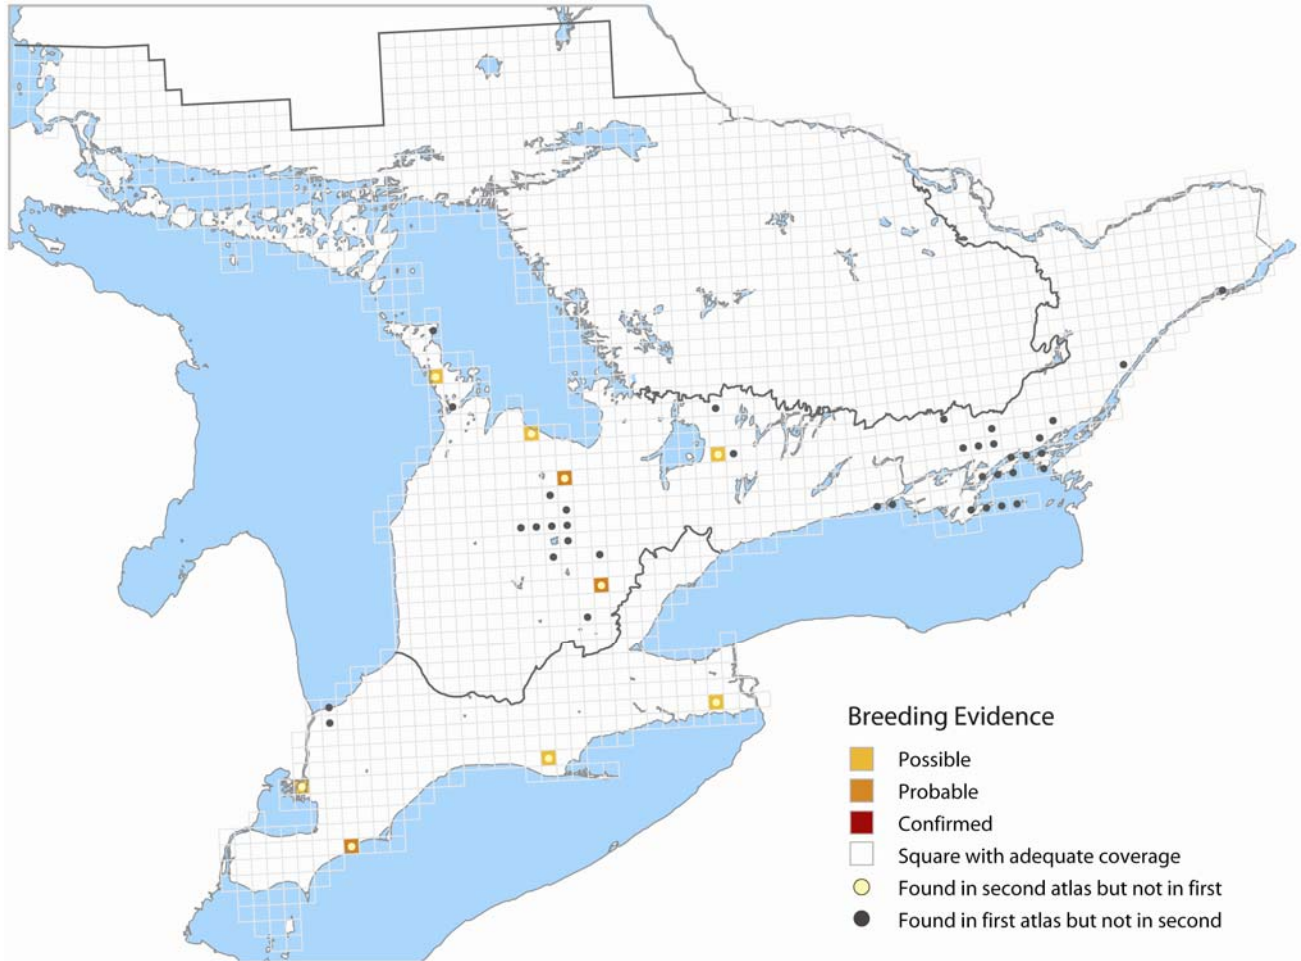 Breeding Evidence
Possible
Probable
Confirmed
Square with adequate coverage
Found in second atlas but not in first
Found in first atlas but not in second